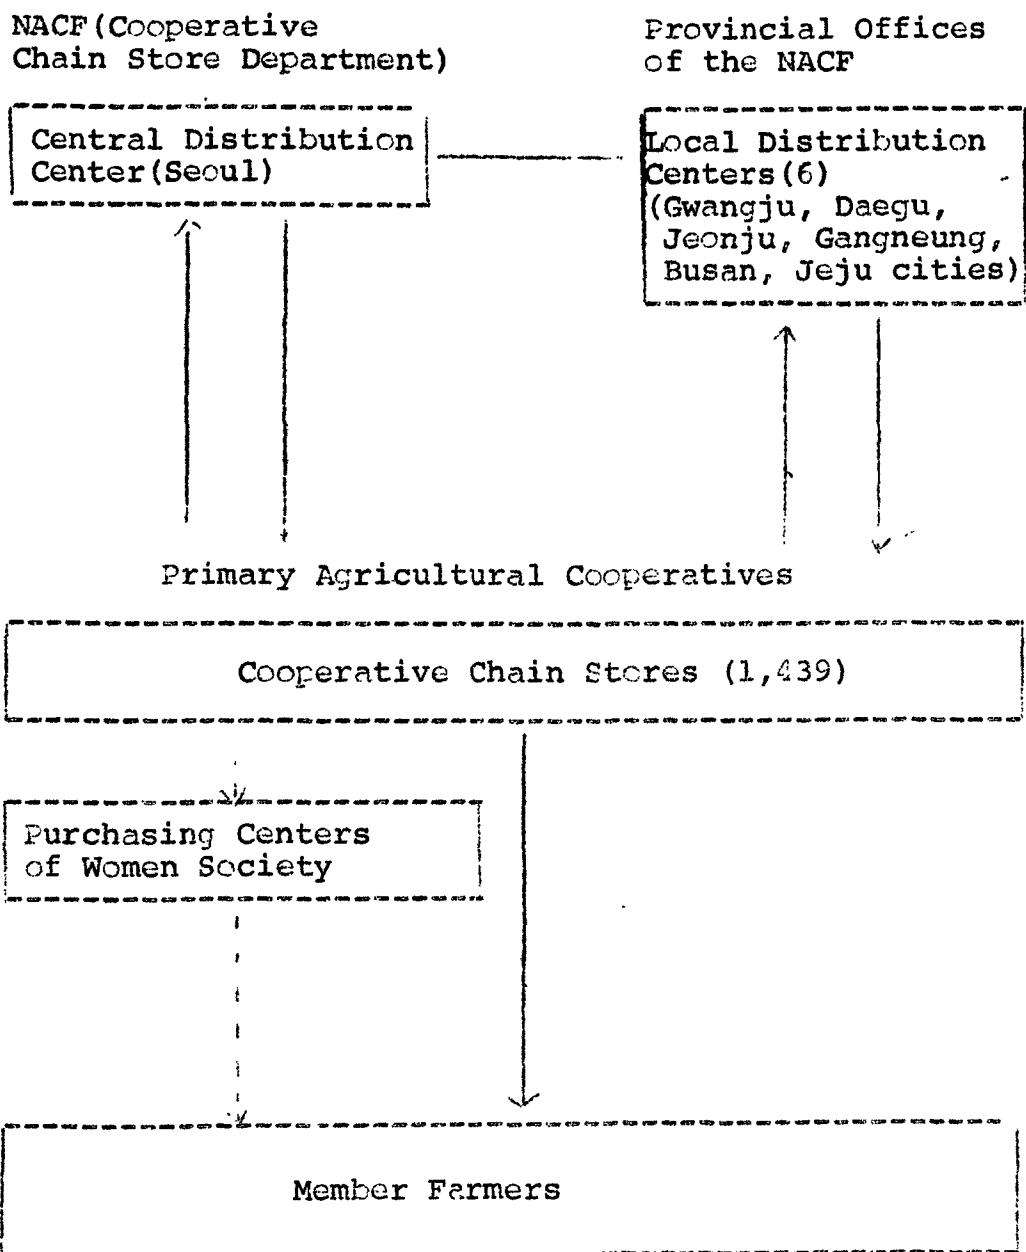 NACF(Cooperative
Chain Store Department)
Provincial Offices
of the NACF
Central Distribution
Center(Seoul)
Local Distribution
Centers(6)
(Gwangju, Daegu,
Jeonju, Gangneung,
Busan, Jeju cities)
Primary Agricultural Cooperatives
Cooperative Chain Stores (1,439)
Purchasing Centers
of Women Society
Member Farmers